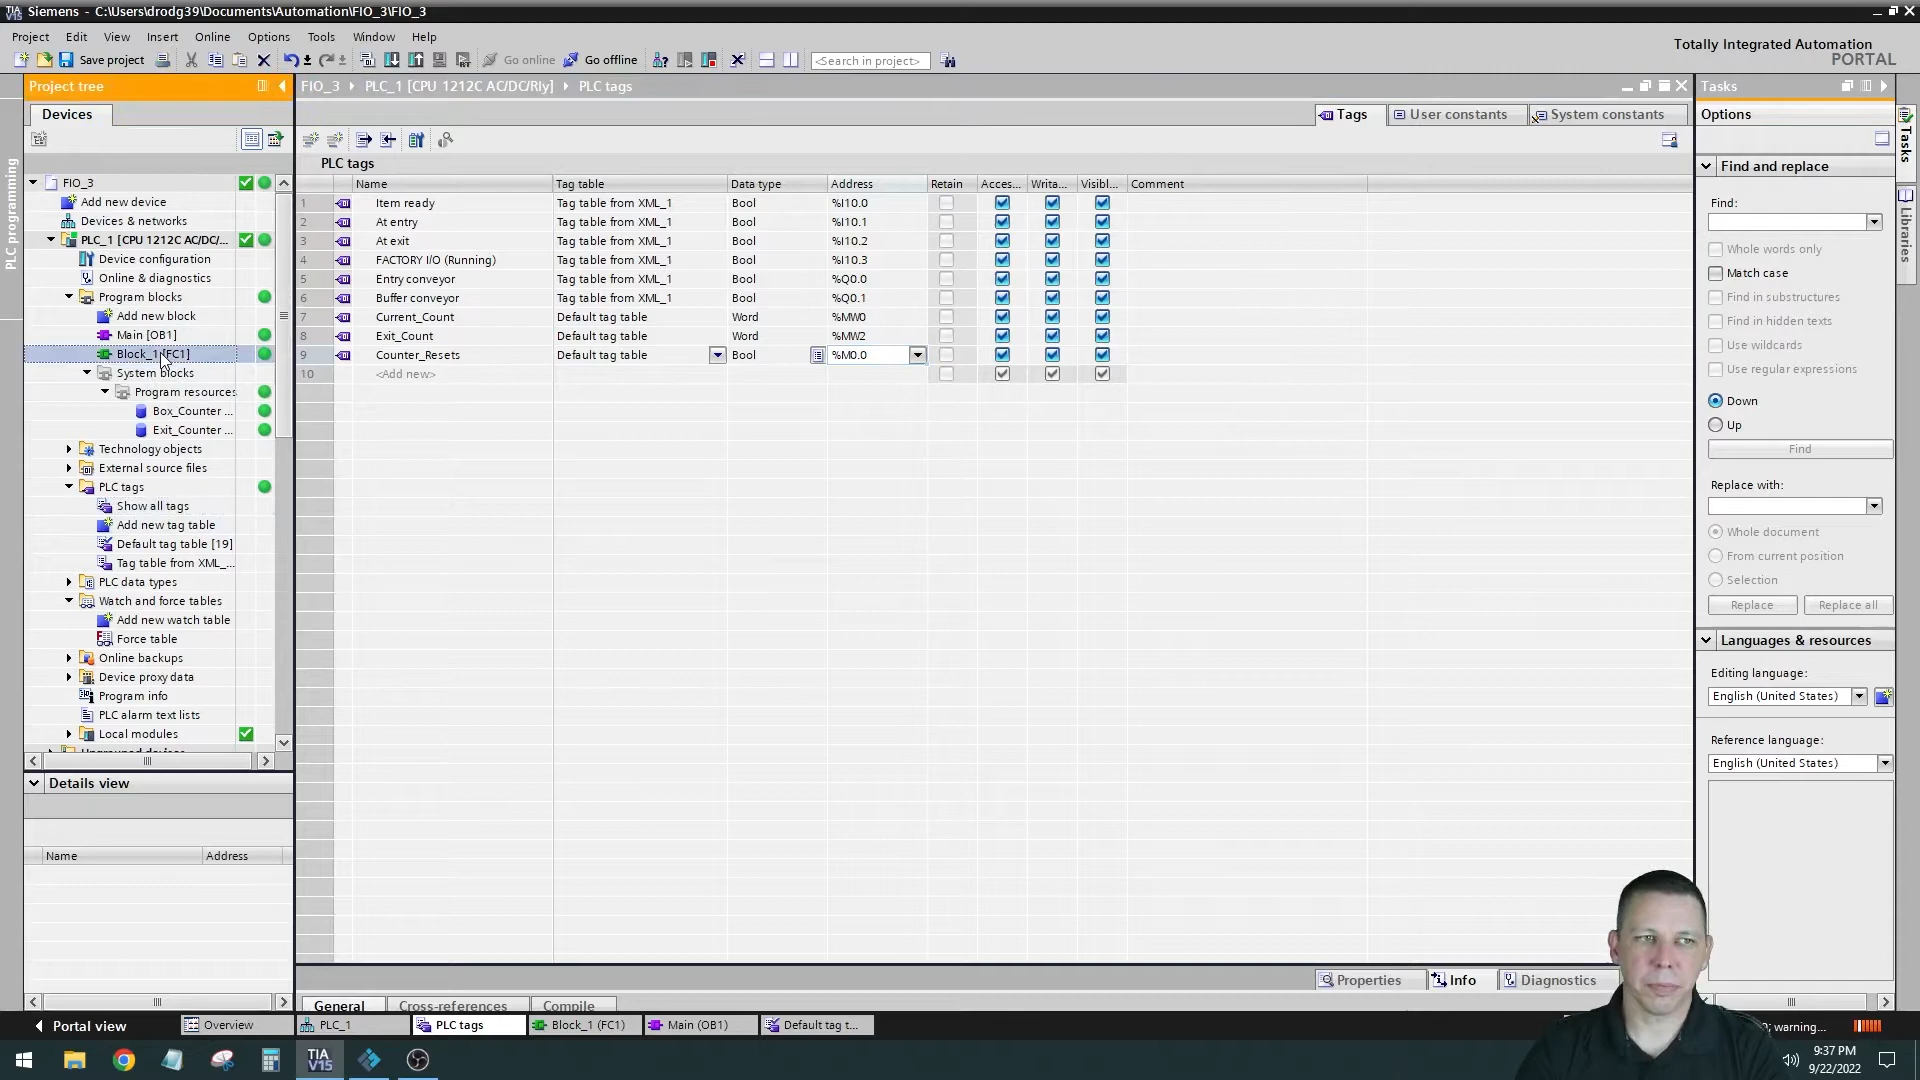 Siemens - C:\Users\drodg39\Documents\Automation\FIO_3\FIO_3
Project Edit View Insert Online Options Tools Window Help
Totally Integrated Automation
PORTAL
Save project
Go online Go offline
<Search in project>
Project tree
FIO_3 PLC_1 [CPU 1212C AC/DC/Rly] PLC tags
Tasks
Devices
Tags User constants System constants
Options
PLC tags
Name Tag table Data type Address Retain Acces... Writa... Visibl... Comment
1 Item ready Tag table from XML_1 Bool %I10.0
2 At entry Tag table from XML_1 Bool %I10.1
3 At exit Tag table from XML_1 Bool %I10.2
4 FACTORY I/O (Running) Tag table from XML_1 Bool %I10.3
5 Entry conveyor Tag table from XML_1 Bool %Q0.0
6 Buffer conveyor Tag table from XML_1 Bool %Q0.1
7 Current_Count Default tag table Word %MW0
8 Exit_Count Default tag table Word %MW2
9 Counter_Resets Default tag table Bool %M0.0
10 <Add new>
FIO_3
Add new device
Devices & networks
PLC_1 [CPU 1212C AC/DC/...
Device configuration
Online & diagnostics
Program blocks
Add new block
Main [OB1]
Block_1 [FC1]
System blocks
Program resources
Box_Counter ...
Exit_Counter ...
Technology objects
External source files
PLC tags
Show all tags
Add new tag table
Default tag table [19]
Tag table from XML_...
PLC data types
Watch and force tables
Add new watch table
Force table
Online backups
Device proxy data
Program info
PLC alarm text lists
Local modules
Details view
Name Address
Find and replace
Find:
Whole words only
Match case
Find in substructures
Find in hidden texts
Use wildcards
Use regular expressions
Down
Up
Find
Replace with:
Whole document
From current position
Selection
Replace Replace all
Languages & resources
Editing language:
English (United States)
Reference language:
English (United States)
PLC programming
Tasks
Libraries
Properties Info Diagnostics
General Cross-references Compile
Portal view Overview PLC_1 PLC tags Block_1 (FC1) Main (OB1) Default tag t...
warning...
TIA
V15
9:37 PM
9/22/2022